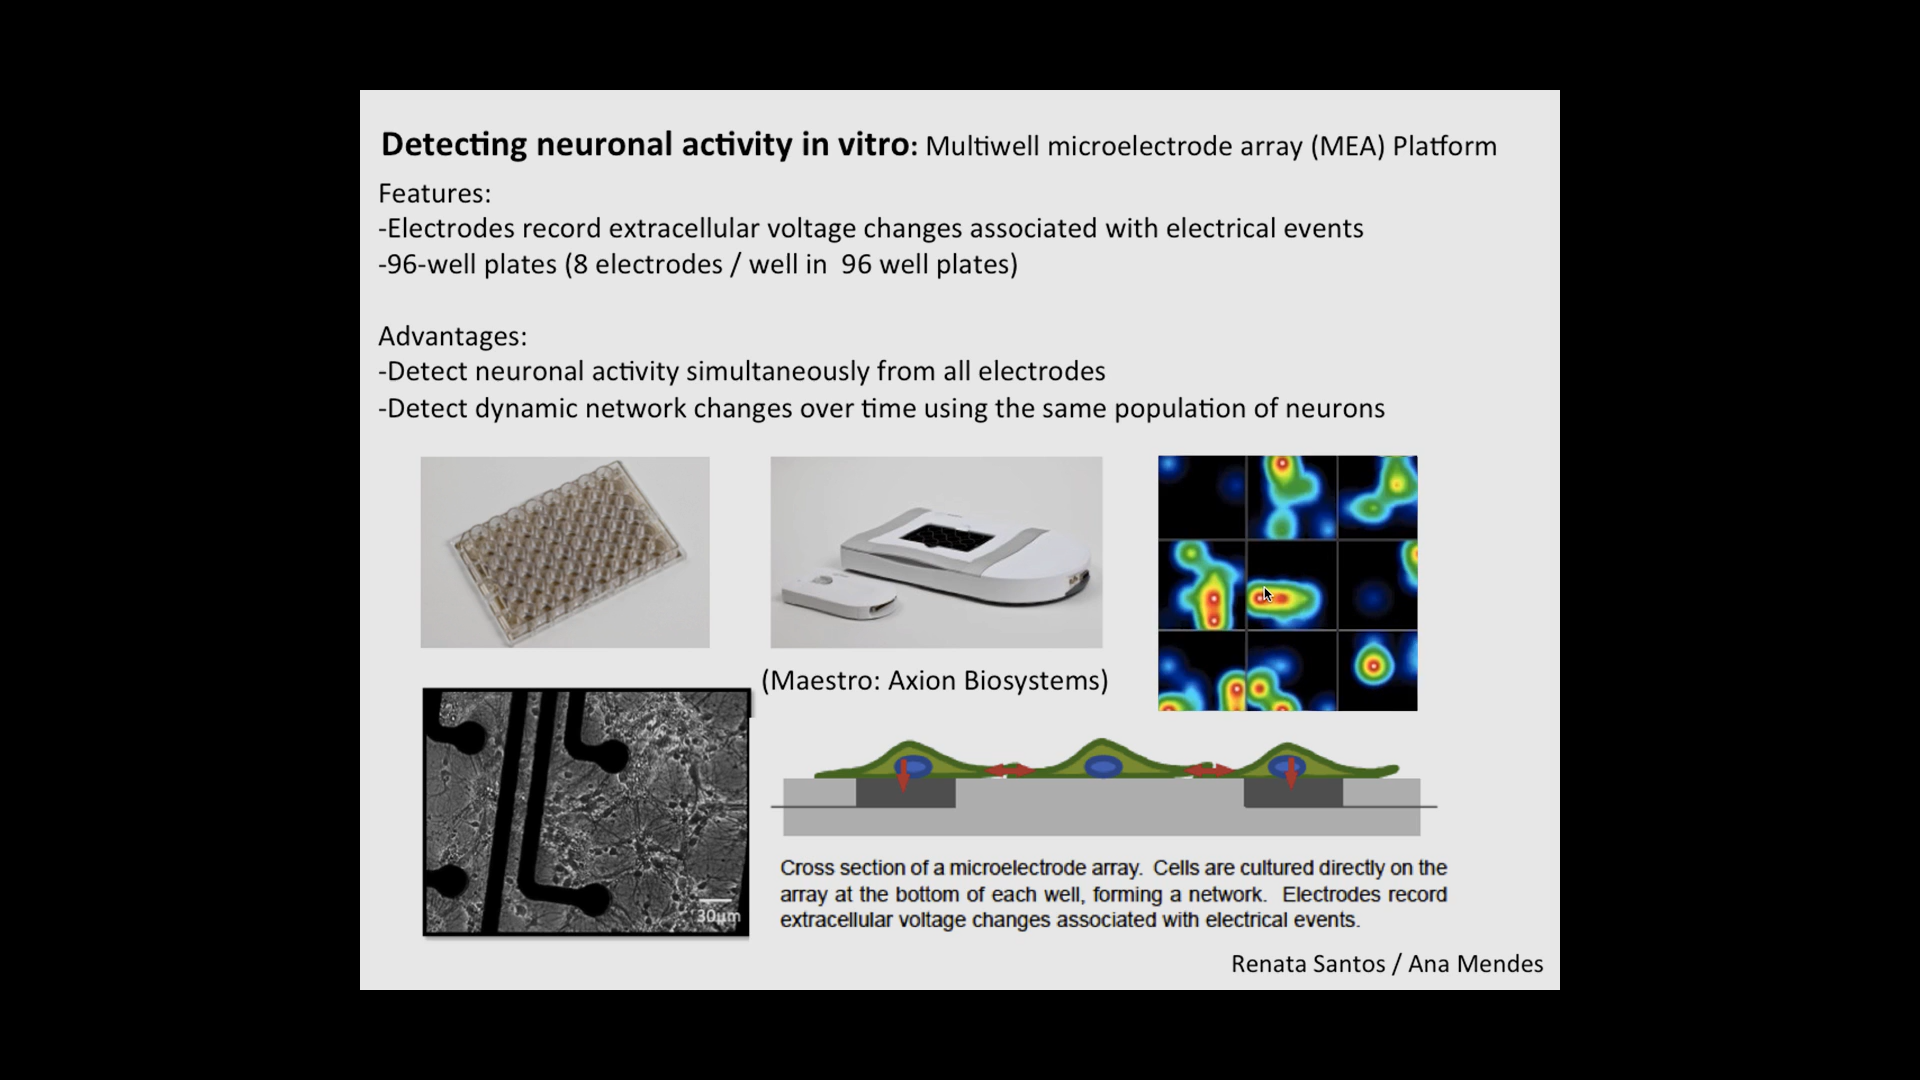 Detecting neuronal activity in vitro: Multiwell microelectrode array (MEA) Platform
Features:
-Electrodes record extracellular voltage changes associated with electrical events
-96-well plates (8 electrodes / well in  96 well plates)
Advantages:
-Detect neuronal activity simultaneously from all electrodes
-Detect dynamic network changes over time using the same population of neurons
(Maestro: Axion Biosystems)
30µm
Cross section of a microelectrode array.  Cells are cultured directly on the
array at the bottom of each well, forming a network.  Electrodes record
extracellular voltage changes associated with electrical events.
Renata Santos / Ana Mendes